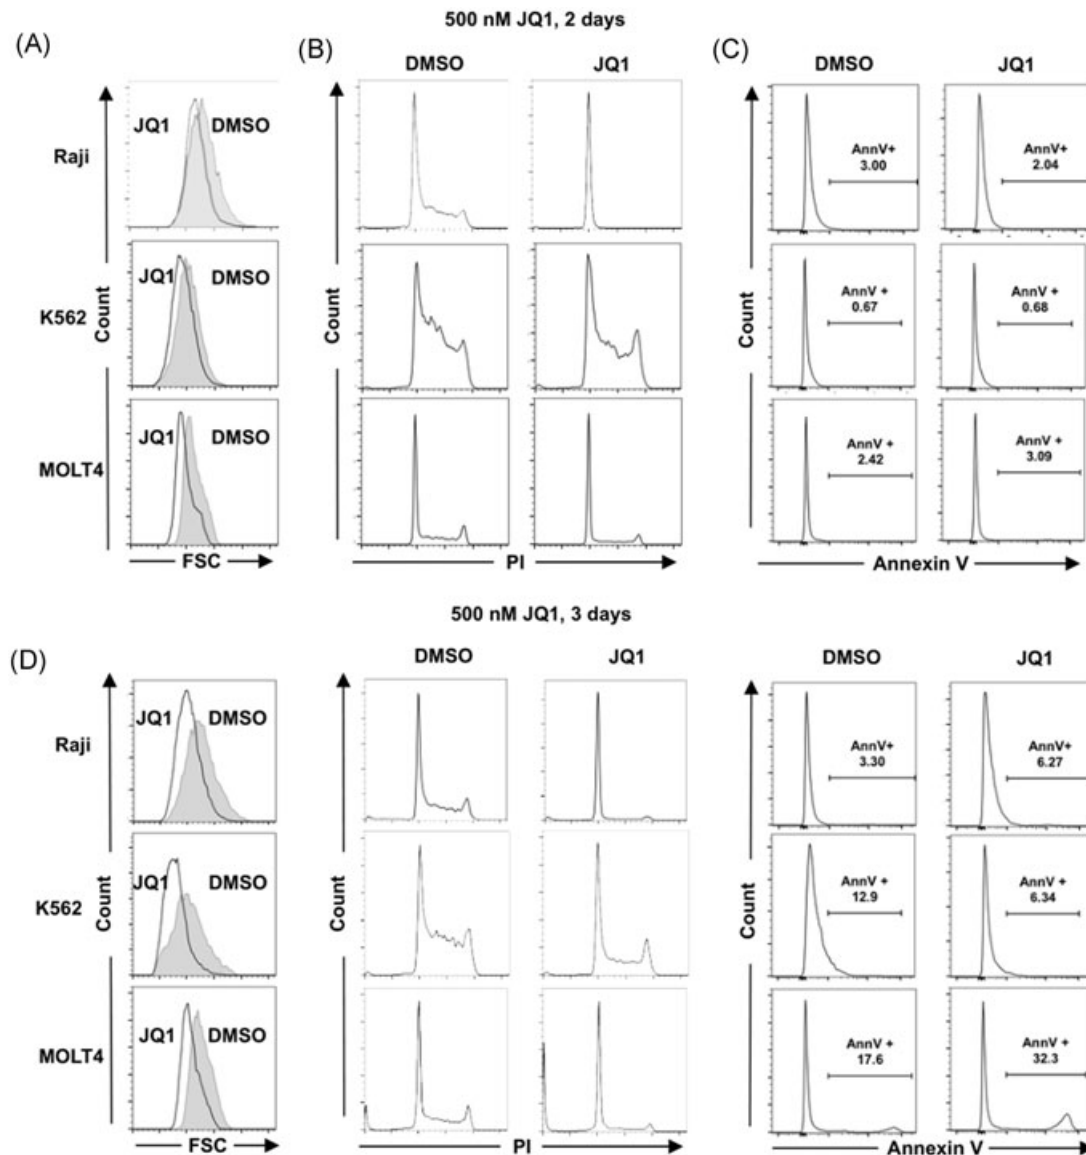 500 nM JQ1, 2 days
(A)
(B)
(C)
DMSO
JQ1
DMSO
JQ1
Raji
JQ1
DMSO
AnnV+
3.00
AnnV+
2.04
K562
JQ1
DMSO
AnnV +
0.67
AnnV +
0.68
MOLT4
JQ1
DMSO
AnnV +
2.42
AnnV +
3.09
Count
Count
Count
FSC
PI
Annexin V
500 nM JQ1, 3 days
(D)
DMSO
JQ1
DMSO
JQ1
Raji
JQ1
DMSO
AnnV+
3.30
AnnV+
6.27
K562
JQ1
DMSO
AnnV +
12.9
AnnV +
6.34
MOLT4
JQ1
DMSO
AnnV +
17.6
AnnV +
32.3
Count
Count
Count
FSC
PI
Annexin V